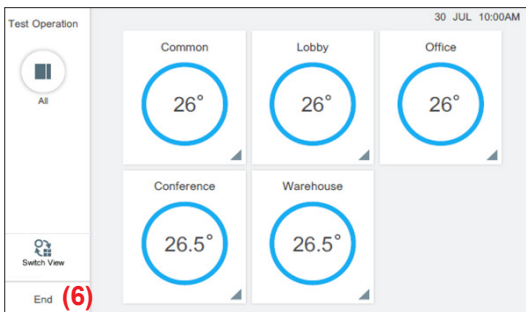 Test Operation
30 JUL 10:00AM
All
Common
Lobby
Office
26°
26°
26°
Conference
Warehouse
26.5°
26.5°
Switch View
End (6)